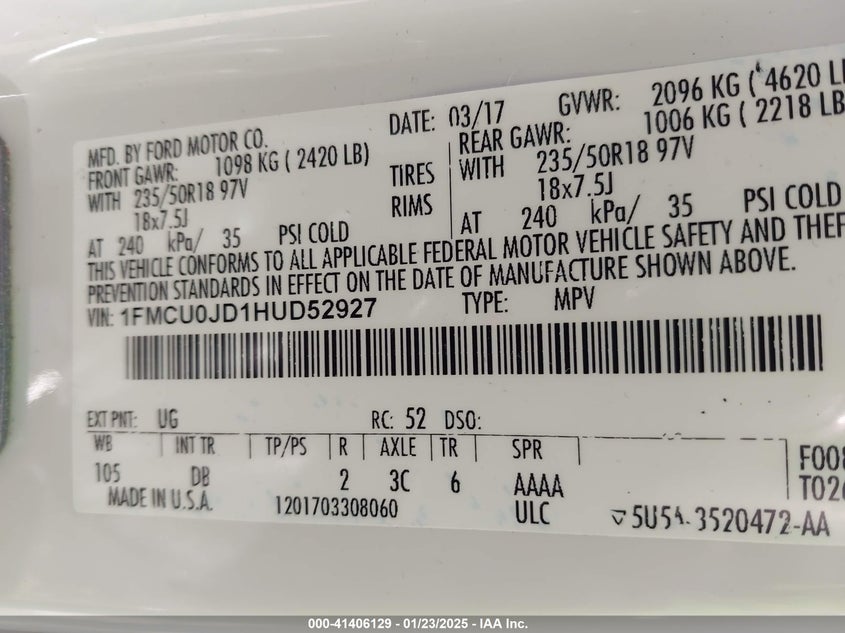 MFD. BY FORD MOTOR CO.
DATE: 03/17
GVWR: 2096 KG ( 4620 LB
FRONT GAWR: 1098 KG ( 2420 LB)
REAR GAWR: 1006 KG ( 2218 LB
WITH 235/50R18 97V
TIRES
WITH 235/50R18 97V
18x7.5J
RIMS
18x7.5J
AT 240 kPa/ 35 PSI COLD
AT 240 kPa/ 35 PSI COLD
THIS VEHICLE CONFORMS TO ALL APPLICABLE FEDERAL MOTOR VEHICLE SAFETY AND THEF
PREVENTION STANDARDS IN EFFECT ON THE DATE OF MANUFACTURE SHOWN ABOVE.
VIN: 1FMCU0JD1HUD52927
TYPE: MPV
EXT PNT: UG
RC: 52 DSO:
WB INT TR TP/PS R AXLE TR SPR
105 DB 2 3C 6 AAAA
F008
T026
MADE IN U.S.A.
1201703308060
ULC
3520472-AA
000-41406129 — 01/23/2025 — IAA Inc.